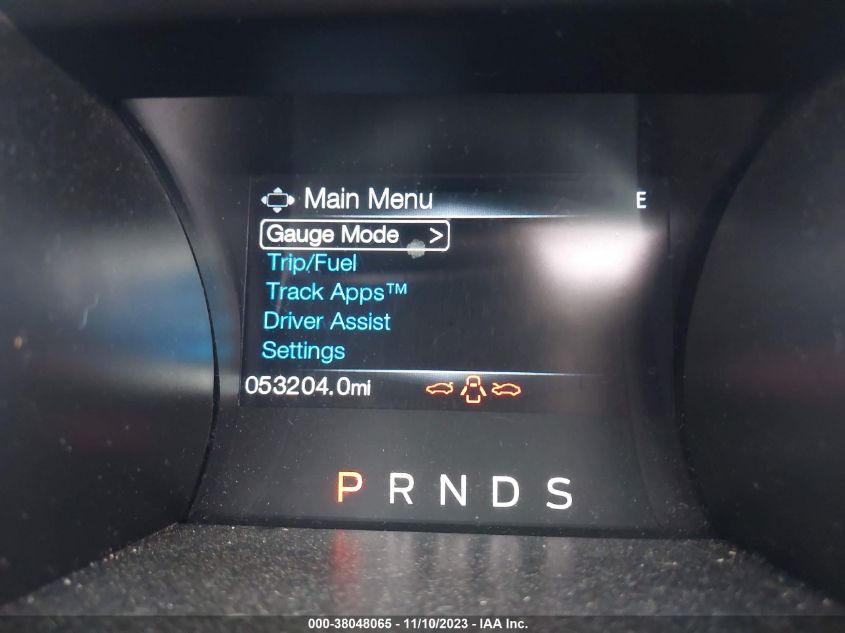 Main Menu E
Gauge Mode >
Trip/Fuel
Track Apps™
Driver Assist
Settings
053204.0mi
P R N D S
000-38048065 - 11/10/2023 - IAA Inc.